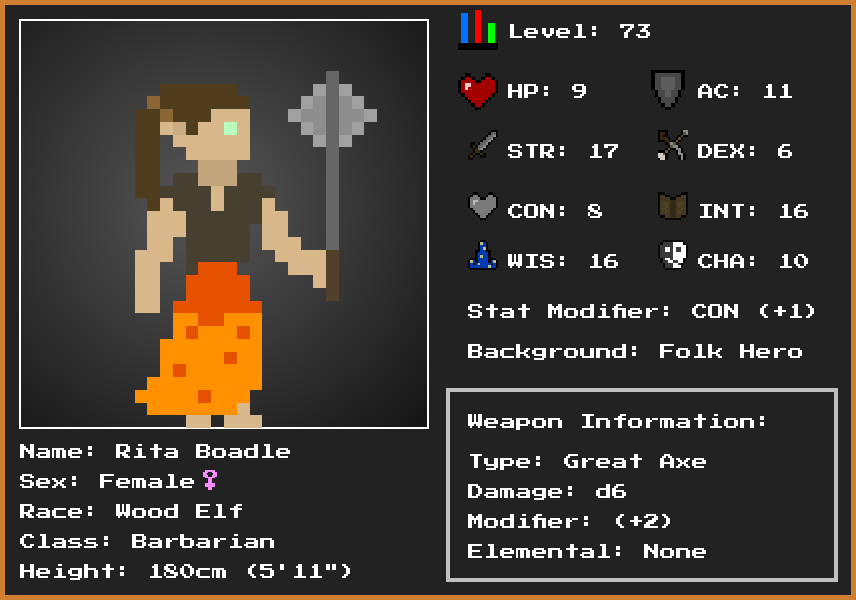 Level: 73
HP: 9
AC: 11
STR: 17
DEX: 6
CON: 8
INT: 16
WIS: 16
CHA: 10
Stat Modifier: CON (+1)
Background: Folk Hero
Weapon Information:
Type: Great Axe
Damage: d6
Modifier: (+2)
Elemental: None
Name: Rita Boadle
Sex: Female♀
Race: Wood Elf
Class: Barbarian
Height: 180cm (5'11")